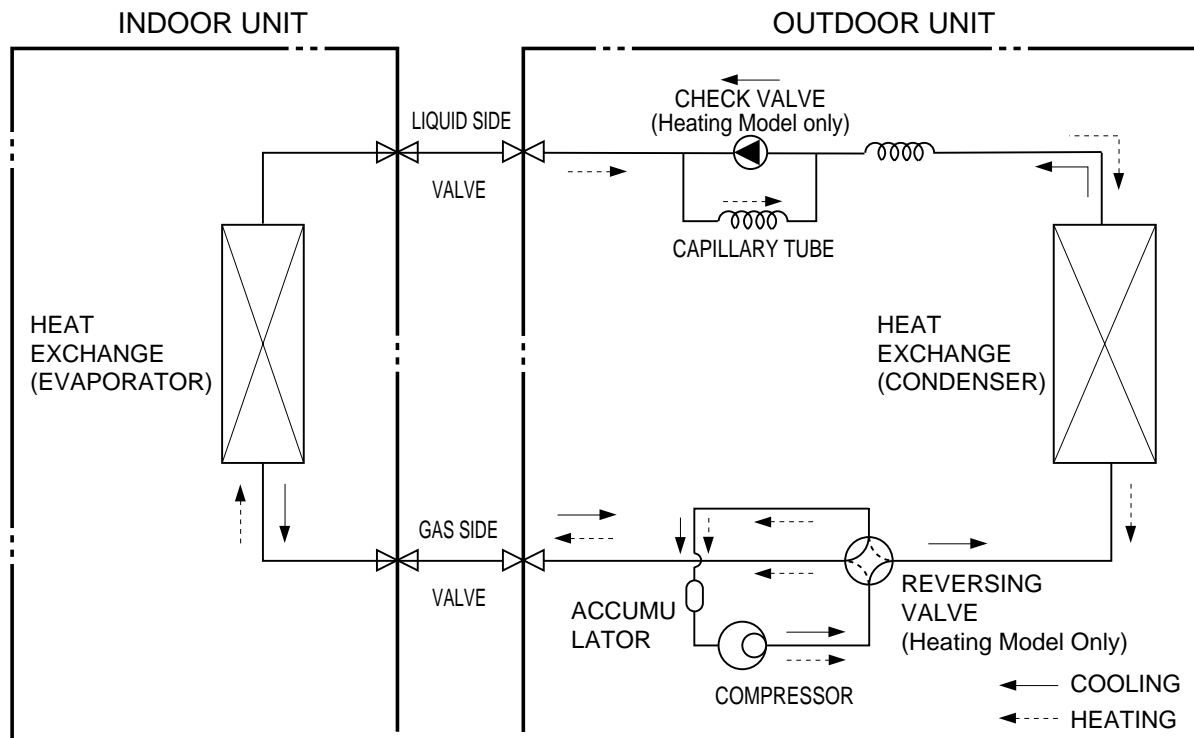 INDOOR UNIT
OUTDOOR UNIT
LIQUID SIDE
VALVE
CHECK VALVE
(Heating Model only)
CAPILLARY TUBE
HEAT
EXCHANGE
(EVAPORATOR)
HEAT
EXCHANGE
(CONDENSER)
GAS SIDE
VALVE
ACCUMU
LATOR
COMPRESSOR
REVERSING
VALVE
(Heating Model Only)
COOLING
HEATING